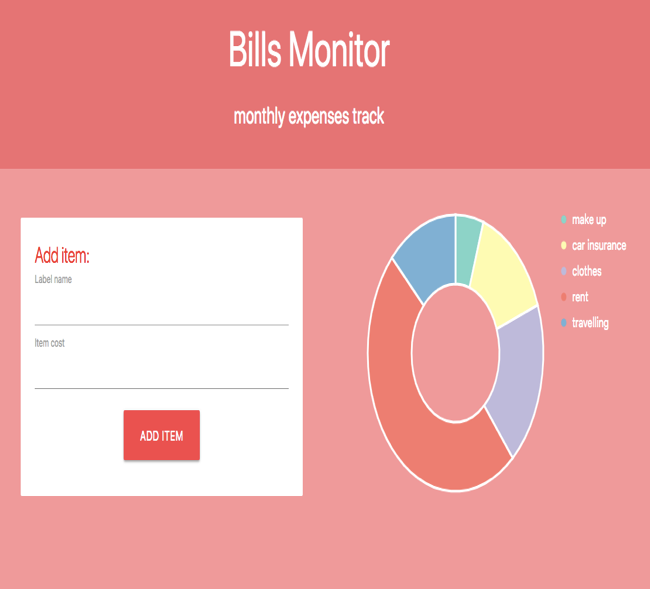 Bills Monitor
monthly expenses track
Add item:
Label name
Item cost
ADD ITEM
make up
car insurance
clothes
rent
travelling